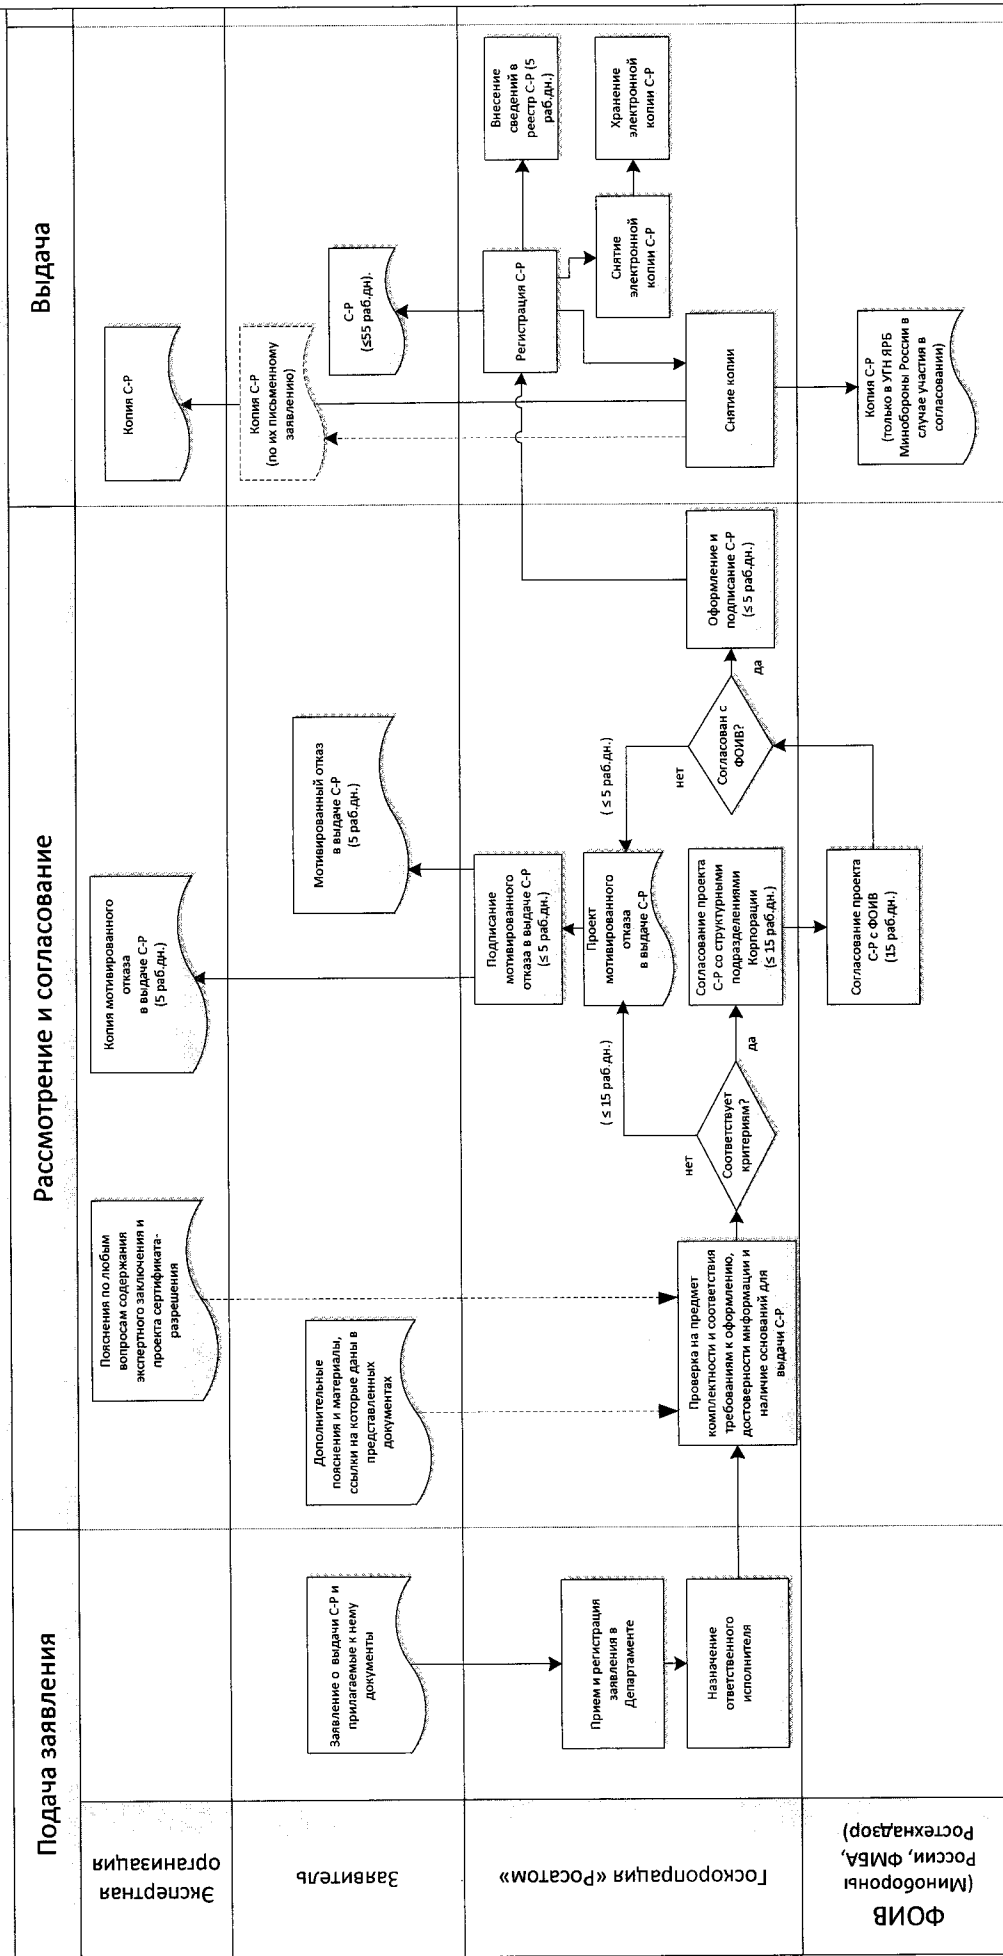 Подача заявления
Рассмотрение и согласование
Выдача
Экспертная
организация
Пояснения по любым
вопросам содержания
экспертного заключения и
проекта сертификата-
разрешения
Копия мотивированного
отказа
в выдаче С-Р
(5 раб.дн.)
Копия С-Р
Заявитель
Заявление о выдачи С-Р и
прилагаемые к нему
документы
Дополнительные
пояснения и материалы,
ссылки на которые даны в
представленных
документах
Мотивированный отказ
в выдаче С-Р
(5 раб.дн.)
Копия С-Р
(по их письменному
заявлению)
С-Р
(≤55 раб.дн).
Госкоропрация «Росатом»
Прием и регистрация
заявления в
Департаменте
Назначение
ответственного
исполнителя
Проверка на предмет
комплектности и соответствия
требованиям к оформлению,
достоверности мнформации и
наличие оснований для
выдачи С-Р
Соответствует
критериям?
нет
да
(≤ 15 раб.дн.)
Подписание
мотивированного
отказа в выдаче С-Р
(≤ 5 раб.дн.)
Проект
мотивированного
отказа
в выдаче С-Р
Согласование проекта
С-Р со структурными
подразделениями
Корпорации
(≤ 15 раб.дн.)
(≤ 5 раб.дн.)
нет
Согласован с
ФОИВ?
да
Оформление и
подписание С-Р
(≤ 5 раб.дн.)
Регистрация С-Р
Внесение
сведений в
реестр С-Р (5
раб.дн.)
Снятие
электронной
копии С-Р
Хранение
электронной
копии С-Р
Снятие копии
ФОИВ
(Минобороны
России, ФМБА,
Ростехнадзор)
Согласование проекта
С-Р с ФОИВ
(15 раб.дн.)
Копия С-Р
(только в УГН ЯРБ
Минобороны России в
случае участия в
согласовании)